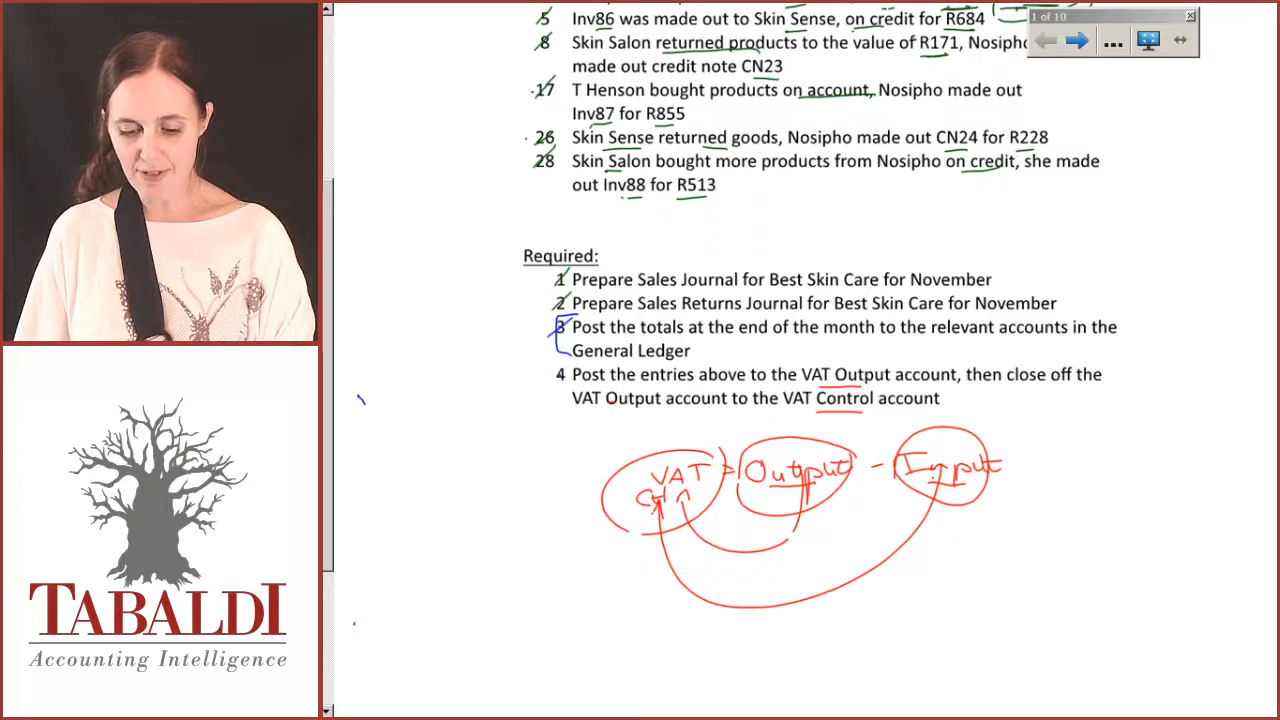 1 of 10
5 Inv86 was made out to Skin Sense, on credit for R684
8 Skin Salon returned products to the value of R171, Nosipho
made out credit note CN23
17 T Henson bought products on account, Nosipho made out
Inv87 for R855
26 Skin Sense returned goods, Nosipho made out CN24 for R228
28 Skin Salon bought more products from Nosipho on credit, she made
out Inv88 for R513
Required:
1 Prepare Sales Journal for Best Skin Care for November
2 Prepare Sales Returns Journal for Best Skin Care for November
3 Post the totals at the end of the month to the relevant accounts in the
General Ledger
4 Post the entries above to the VAT Output account, then close off the
VAT Output account to the VAT Control account
VAT = Output - Input
TABALDI
Accounting Intelligence